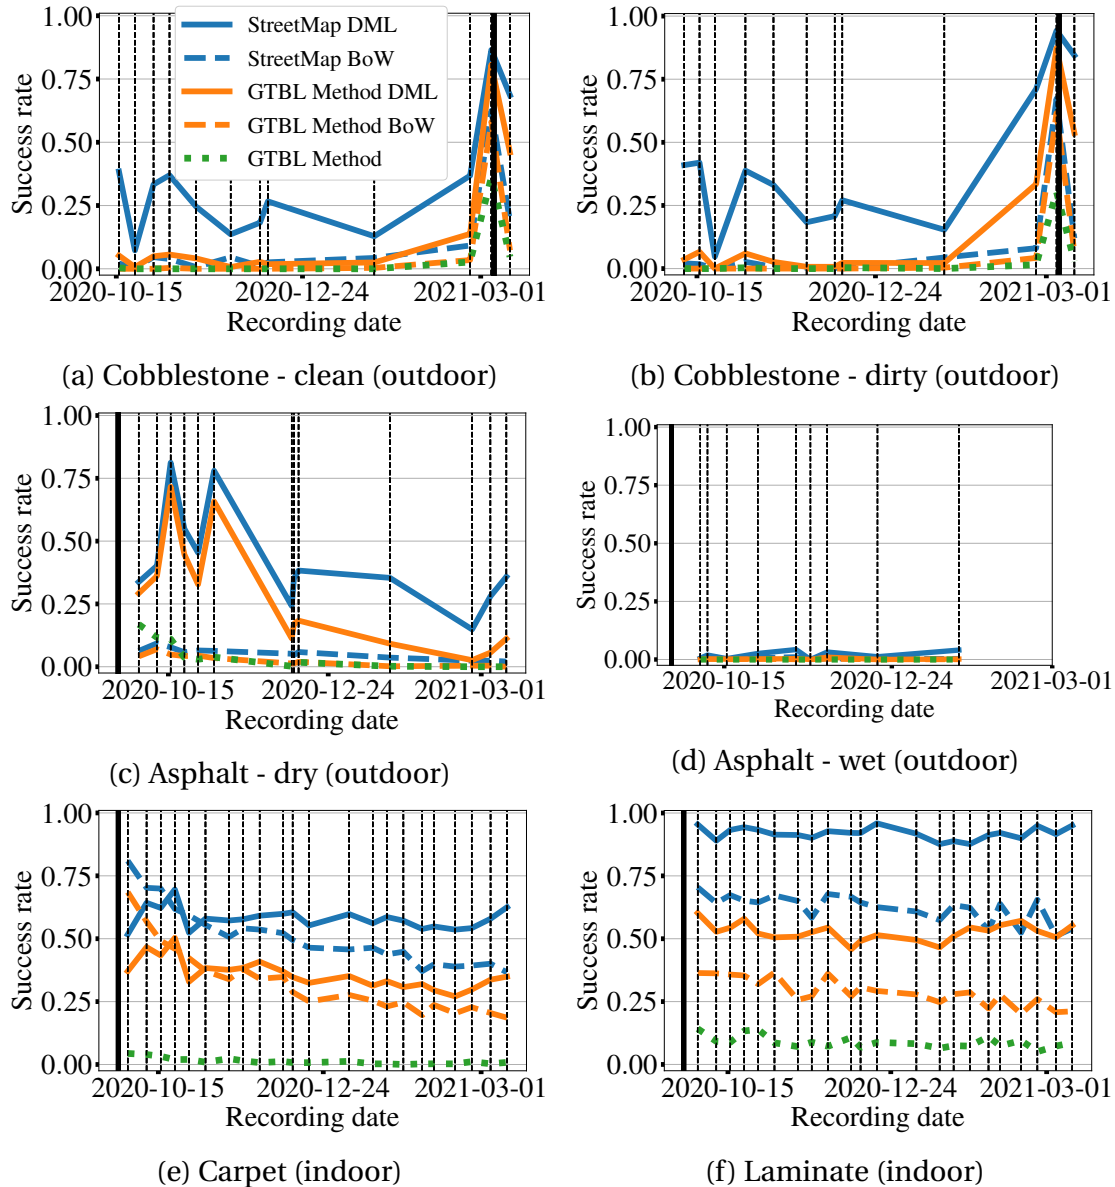 1.00
0.75
0.50
0.25
0.00
Success rate
StreetMap DML
StreetMap BoW
GTBL Method DML
GTBL Method BoW
GTBL Method
2020-10-15 2020-12-24 2021-03-01
Recording date
(a) Cobblestone - clean (outdoor)
1.00
0.75
0.50
0.25
0.00
Success rate
2020-10-15 2020-12-24 2021-03-01
Recording date
(b) Cobblestone - dirty (outdoor)
1.00
0.75
0.50
0.25
0.00
Success rate
2020-10-15 2020-12-24 2021-03-01
Recording date
(c) Asphalt - dry (outdoor)
1.00
0.75
0.50
0.25
0.00
Success rate
2020-10-15 2020-12-24 2021-03-01
Recording date
(d) Asphalt - wet (outdoor)
1.00
0.75
0.50
0.25
0.00
Success rate
2020-10-15 2020-12-24 2021-03-01
Recording date
(e) Carpet (indoor)
1.00
0.75
0.50
0.25
0.00
Success rate
2020-10-15 2020-12-24 2021-03-01
Recording date
(f) Laminate (indoor)